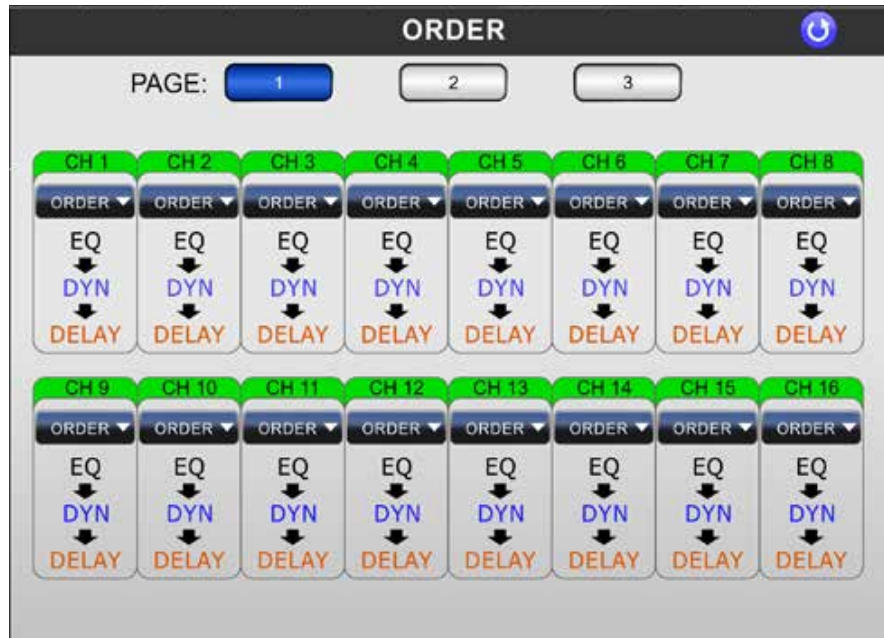 ORDER
PAGE: 1 2 3
CH 1 CH 2 CH 3 CH 4 CH 5 CH 6 CH 7 CH 8
ORDER ORDER ORDER ORDER ORDER ORDER ORDER ORDER
EQ EQ EQ EQ EQ EQ EQ EQ
DYN DYN DYN DYN DYN DYN DYN DYN
DELAY DELAY DELAY DELAY DELAY DELAY DELAY DELAY
CH 9 CH 10 CH 11 CH 12 CH 13 CH 14 CH 15 CH 16
ORDER ORDER ORDER ORDER ORDER ORDER ORDER ORDER
EQ EQ EQ EQ EQ EQ EQ EQ
DYN DYN DYN DYN DYN DYN DYN DYN
DELAY DELAY DELAY DELAY DELAY DELAY DELAY DELAY